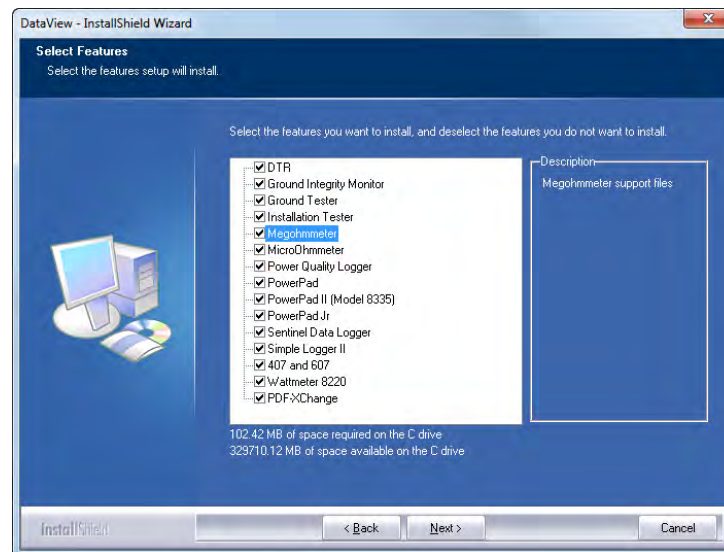 DataView - InstallShield Wizard
Select Features
Select the features setup will install.
Select the features you want to install, and deselect the features you do not want to install.
DTR
Ground Integrity Monitor
Ground Tester
Installation Tester
Megohmmeter
MicroOhmmeter
Power Quality Logger
PowerPad
PowerPad II (Model 8335)
PowerPad Jr
Sentinel Data Logger
Simple Logger II
407 and 607
Wattmeter 8220
PDF-XChange
Description
Megohmmeter support files
102.42 MB of space required on the C drive
329710.12 MB of space available on the C drive
InstallShield
< Back
Next >
Cancel